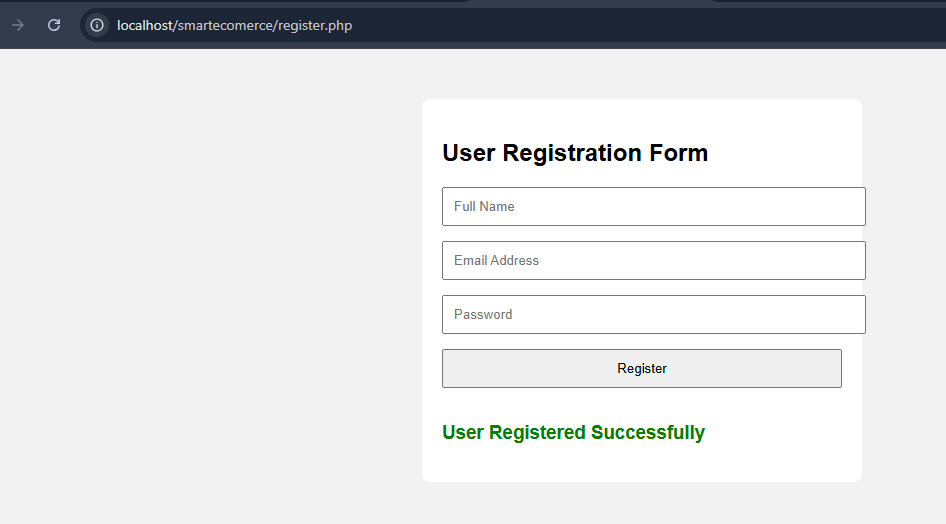 localhost/smartecomerce/register.php
User Registration Form
Full Name
Email Address
Password
Register
User Registered Successfully